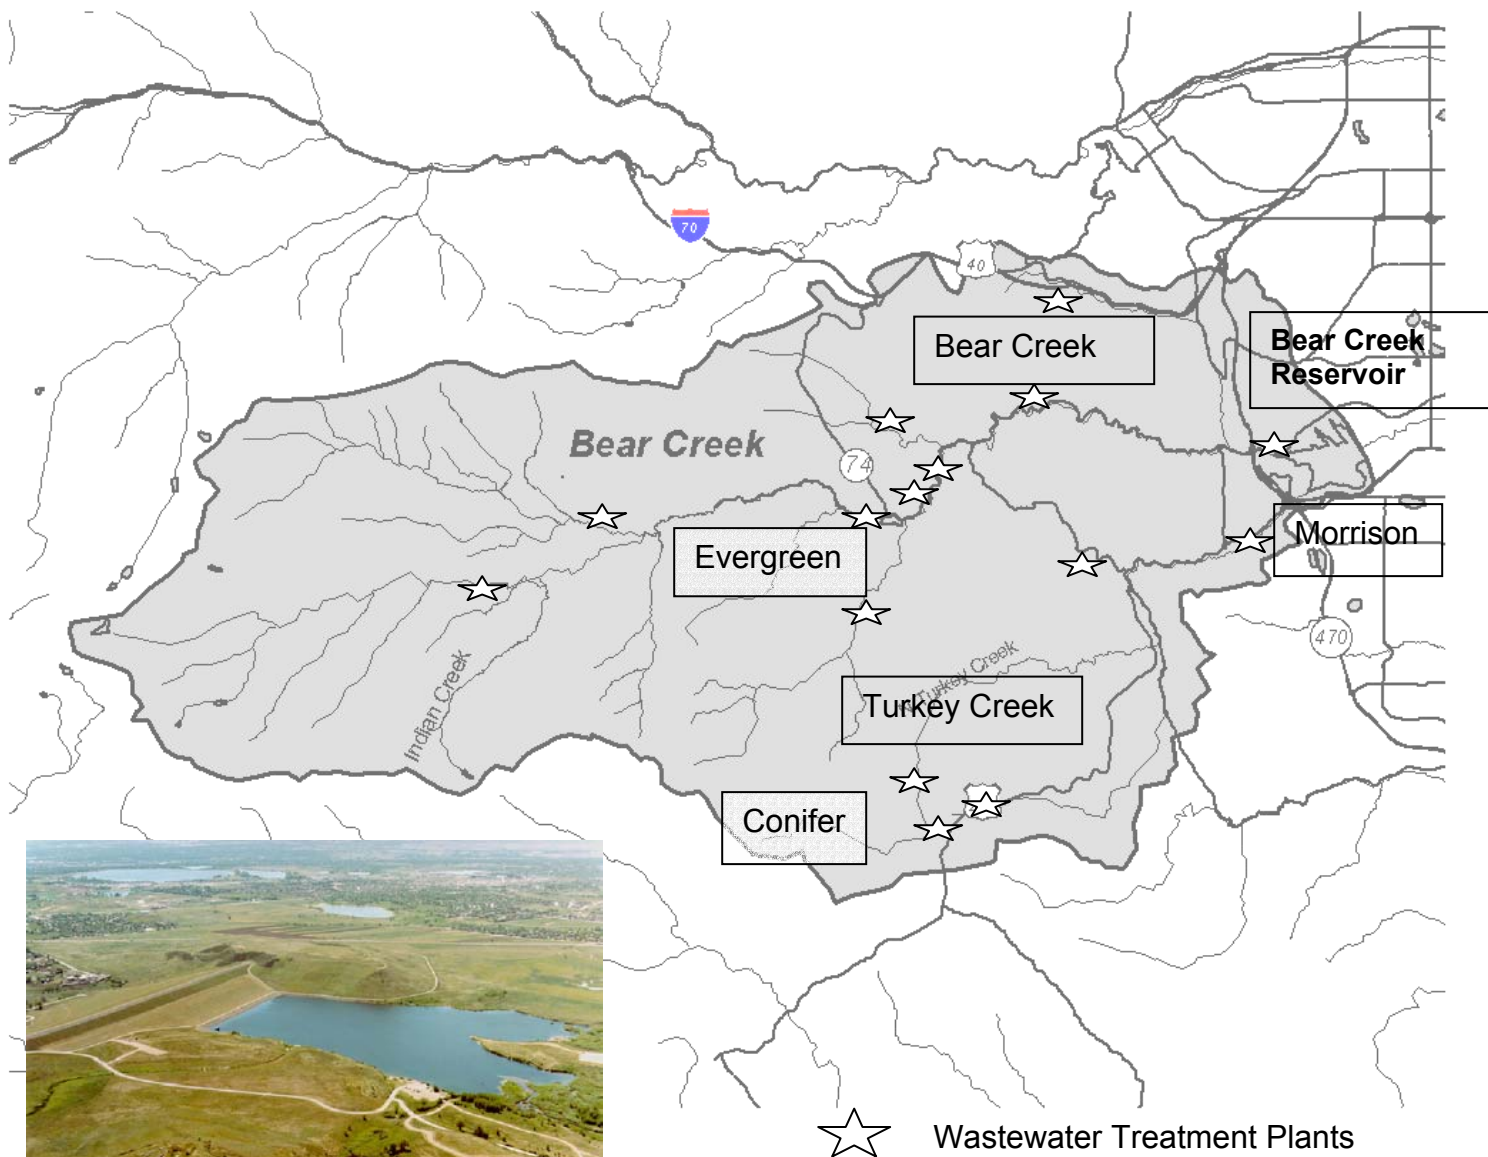 70
40
Bear Creek
Bear Creek
Reservoir
Bear Creek
74
Morrison
Evergreen
470
Turkey Creek
Indian Creek
Turkey Creek
Conifer
Wastewater Treatment Plants